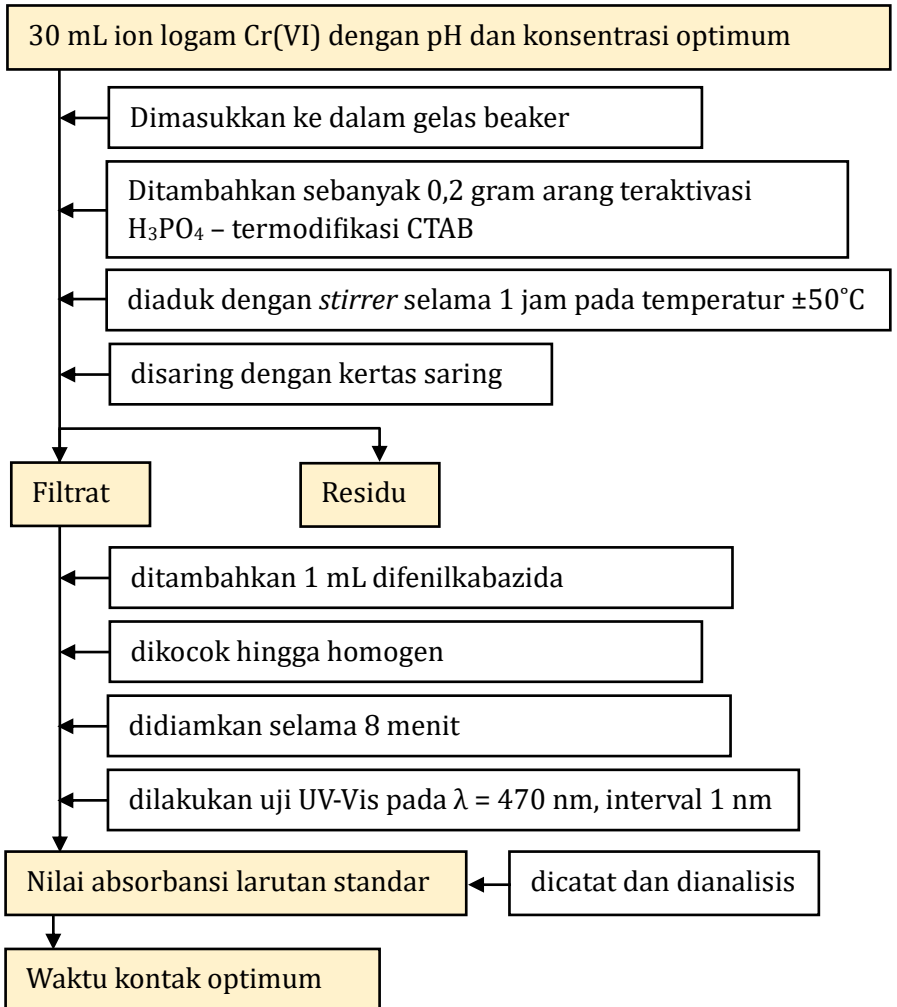 30 mL ion logam Cr(VI) dengan pH dan konsentrasi optimum
Dimasukkan ke dalam gelas beaker
Ditambahkan sebanyak 0,2 gram arang teraktivasi
H₃PO₄ – termodifikasi CTAB
diaduk dengan stirrer selama 1 jam pada temperatur ±50˚C
disaring dengan kertas saring
Filtrat
Residu
ditambahkan 1 mL difenilkabazida
dikocok hingga homogen
didiamkan selama 8 menit
dilakukan uji UV-Vis pada λ = 470 nm, interval 1 nm
Nilai absorbansi larutan standar
dicatat dan dianalisis
Waktu kontak optimum